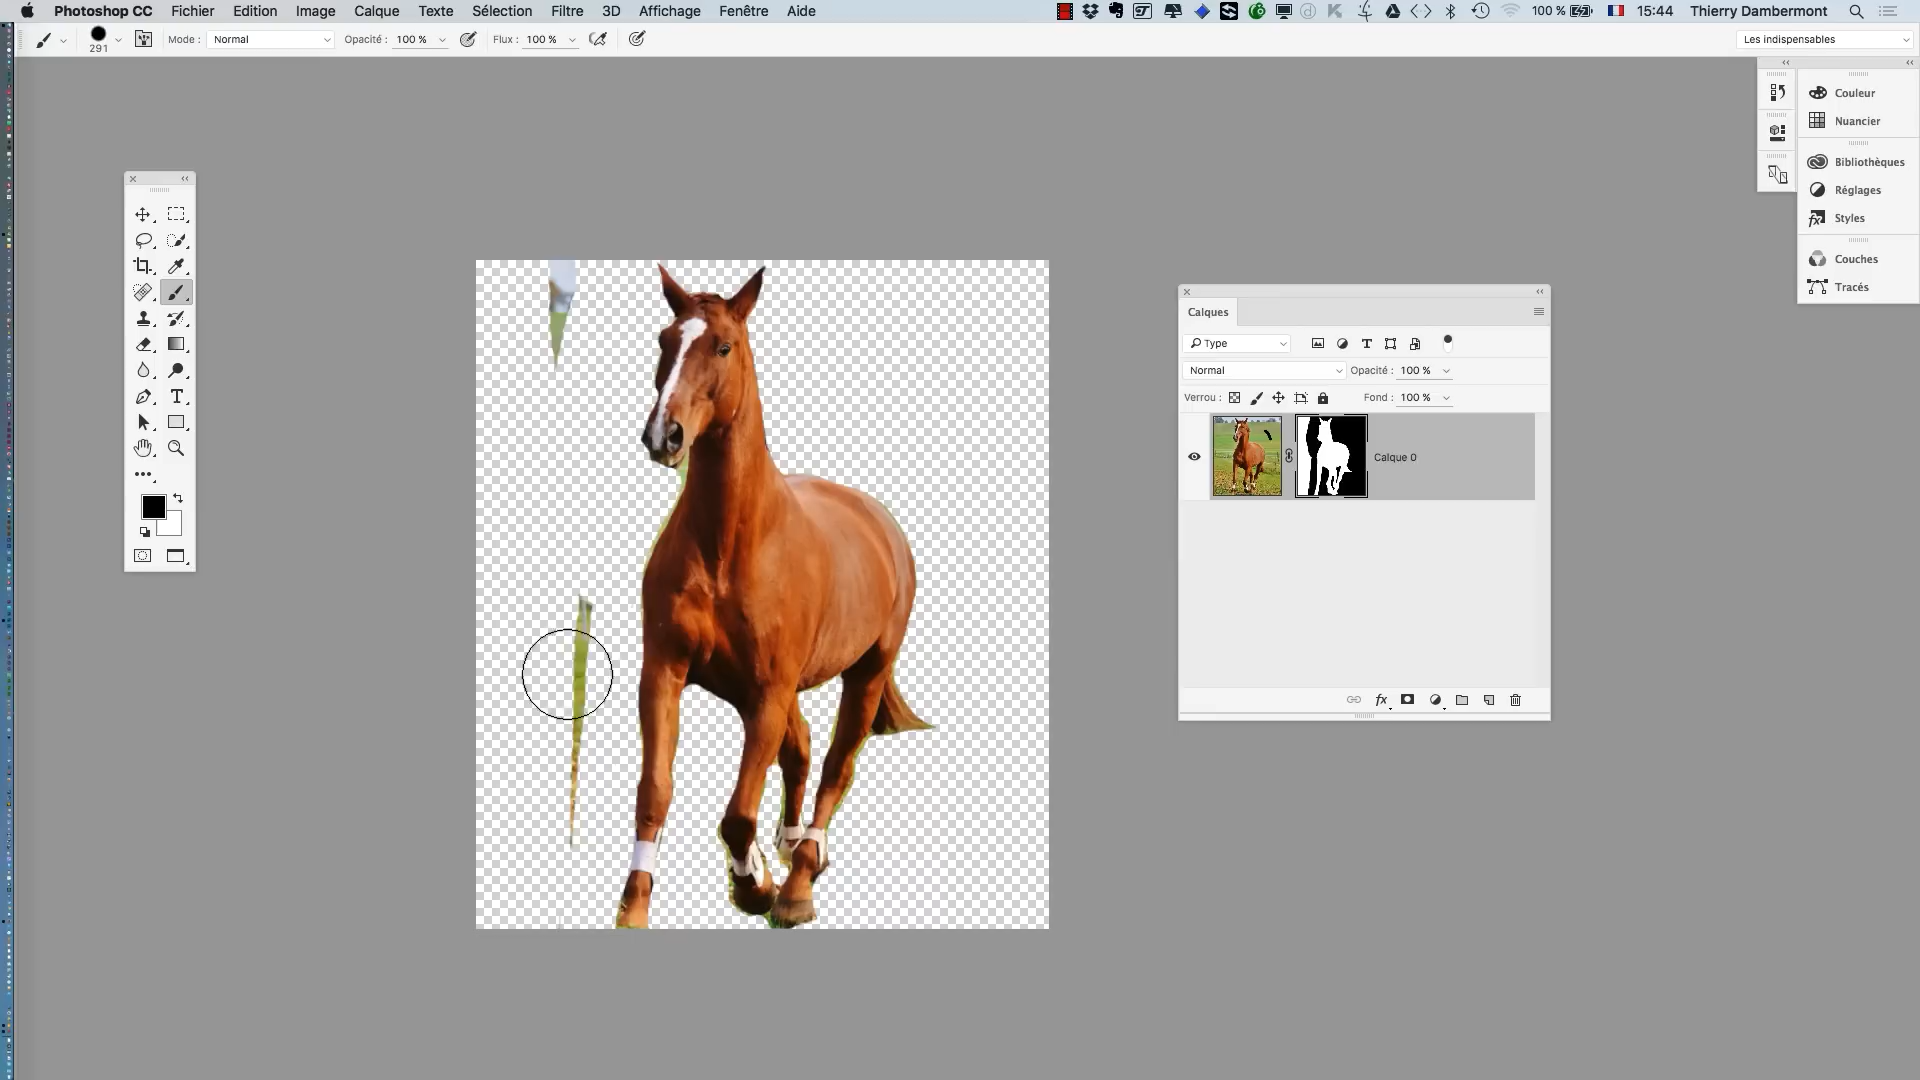 Photoshop CC Fichier Edition Image Calque Texte Sélection Filtre 3D Affichage Fenêtre Aide 100 % 15:44 Thierry Dambermont
291 Mode : Normal Opacité : 100 % Flux : 100 % Les indispensables
Couleur
Nuancier
Bibliothèques
Réglages
Styles
Couches
Tracés
Calques
Type
Normal Opacité : 100 %
Verrou : Fond : 100 %
Calque 0
fx